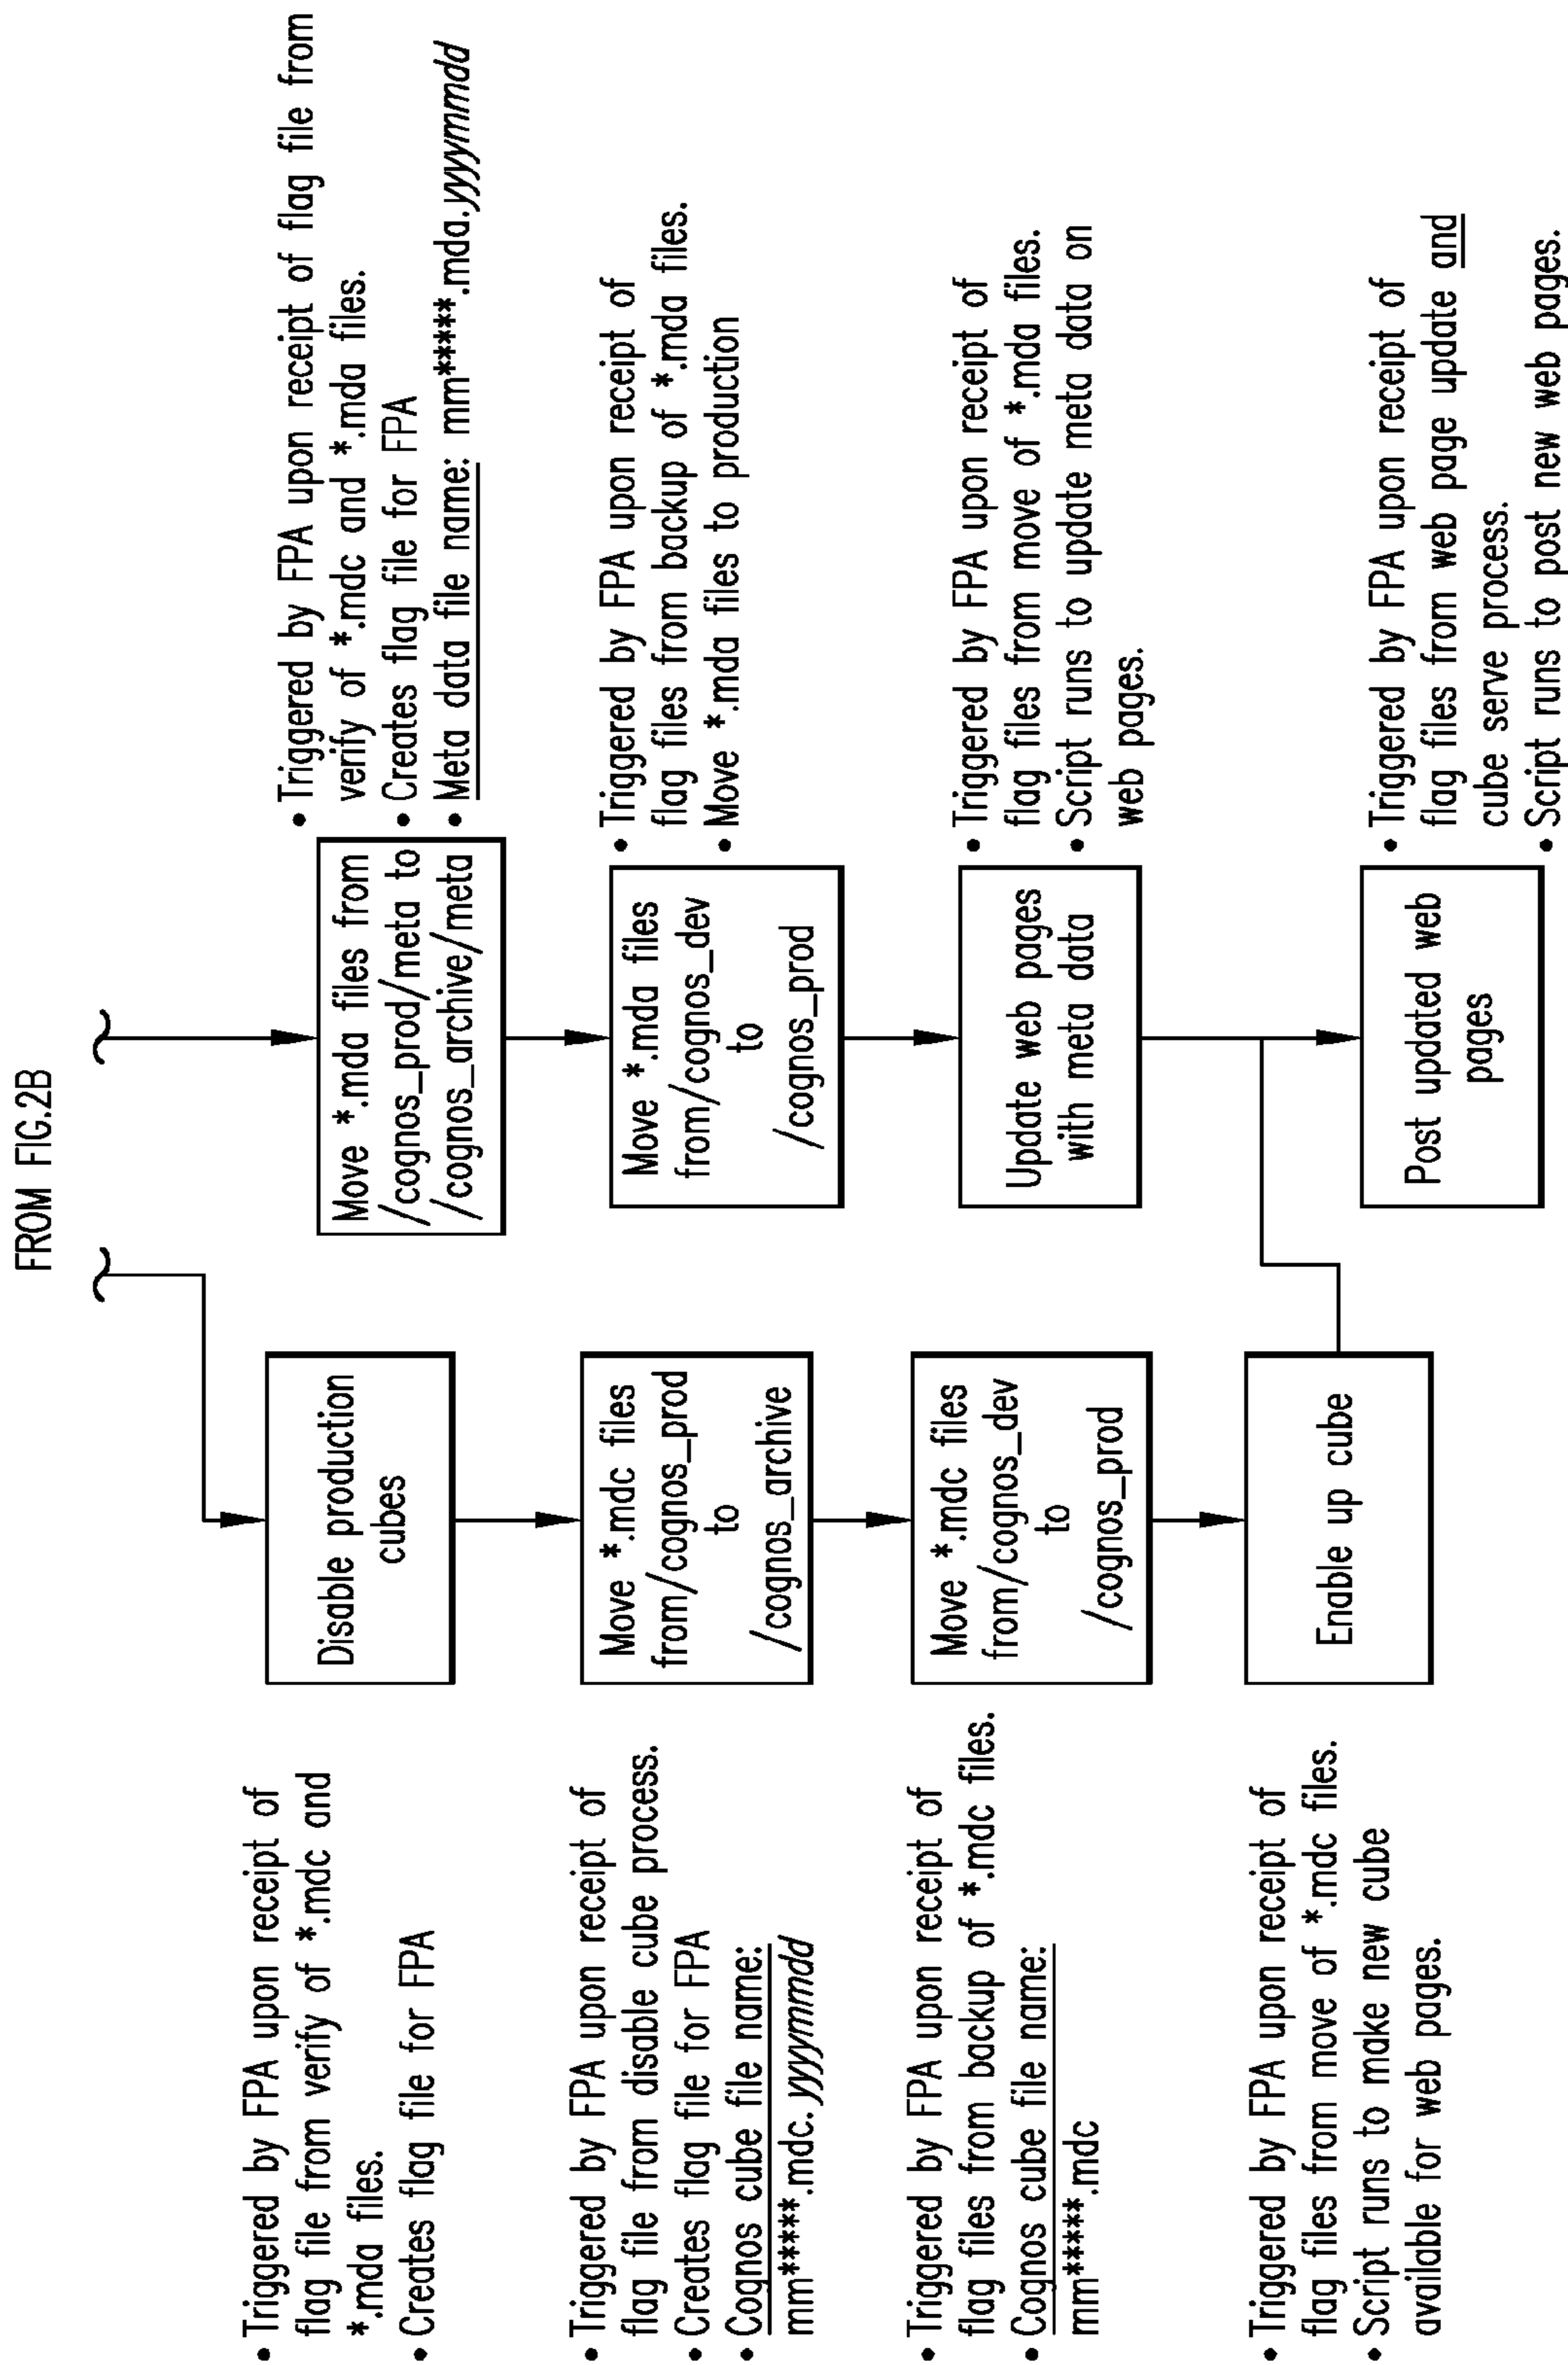 FROM FIG.2B
• Triggered by FPA upon receipt of
flag file from verify of *.mdc and
*.mda files.
• Creates flag file for FPA
Disable production
cubes
• Triggered by FPA upon receipt of
flag file from disable cube process.
• Creates flag file for FPA
• Cognos cube file name:
mm*****.mdc.yyyymmdd
Move *.mdc files
from/cognos_prod
to
/cognos_archive
• Triggered by FPA upon receipt of
flag files from backup of *.mdc files.
• Cognos cube file name:
mm*****.mdc
Move *.mdc files
from/cognos_dev
to
/cognos_prod
• Triggered by FPA upon receipt of
flag files from move of *.mdc files.
• Script runs to make new cube
available for web pages.
Enable up cube
Move *.mda files from
/cognos_prod/meta to
/cognos_archive/meta
• Triggered by FPA upon receipt of flag file from
verify of *.mdc and *.mda files.
• Creates flag file for FPA
• Meta data file name: mm*****.mda.yyyymmdd
Move *.mda files
from/cognos_dev
to
/cognos_prod
• Triggered by FPA upon receipt of
flag files from backup of *.mda files.
• Move *.mda files to production
Update web pages
with meta data
• Triggered by FPA upon receipt of
flag files from move of *.mda files.
• Script runs to update meta data on
web pages.
Post updated web
pages
• Triggered by FPA upon receipt of
flag files from web page update and
cube serve process.
• Script runs to post new web pages.